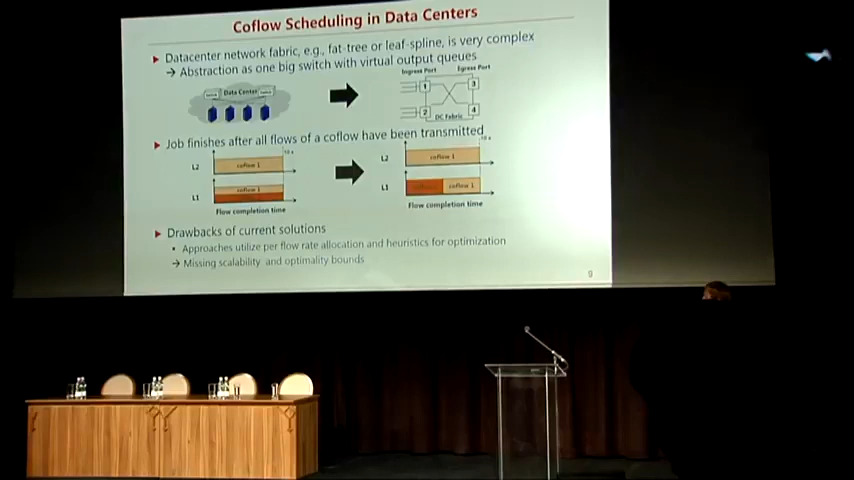 Coflow Scheduling in Data Centers
Datacenter network fabric, e.g., fat-tree or leaf-spline, is very complex
→ Abstraction as one big switch with virtual output queues
Ingress Port Egress Port
Data Center
1 3
2 4
DC Fabric
Job finishes after all flows of a coflow have been transmitted
L2 coflow 1
L1 coflow 1
Flow completion time
L2 coflow 1
L1 coflow 1
Flow completion time
Drawbacks of current solutions
• Approaches utilize per flow rate allocation and heuristics for optimization
→ Missing scalability and optimality bounds
9